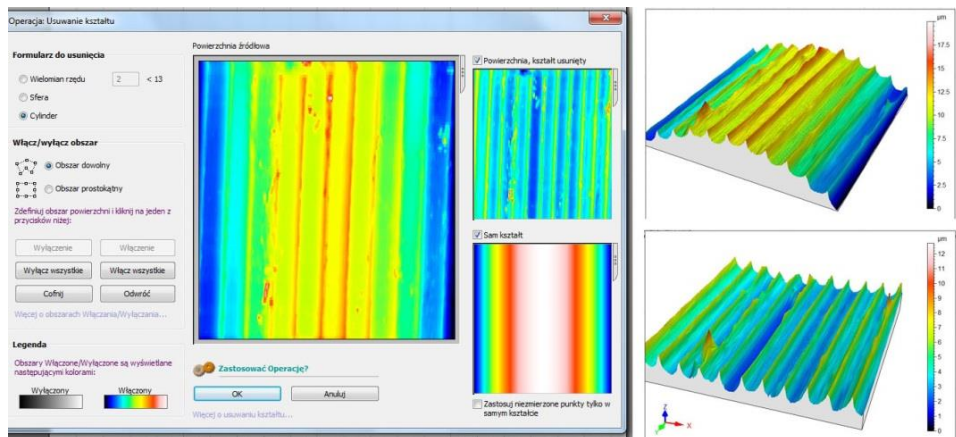 Operacja: Usuwanie kształtu
Formularz do usunięcia
Wielomian rzędu 2 < 13
Sfera
Cylinder
Włącz/wyłącz obszar
Obszar dowolny
Obszar prostokątny
Zdefiniuj obszar powierzchni i kliknij na jeden z
przycisków niżej:
Wyłączenie Włączenie
Wyłącz wszystkie Włącz wszystkie
Cofnij Odwróć
Więcej o obszarach Włączania/Wyłączania...
Legenda
Obszary Włączone/Wyłączone są wyświetlane
następującymi kolorami:
Wyłączony Włączony
Powierzchnia źródłowa
Zastosować Operację?
OK Anuluj
Więcej o usuwaniu kształtu...
Powierzchnia, kształt usunięty
Sam kształt
Zastosuj niezmierzone punkty tylko w
samym kształcie
µm
17.5
15
12.5
10
7.5
5
2.5
0
µm
12
11
10
9
8
7
6
5
4
3
2
1
0
Z
Y
X